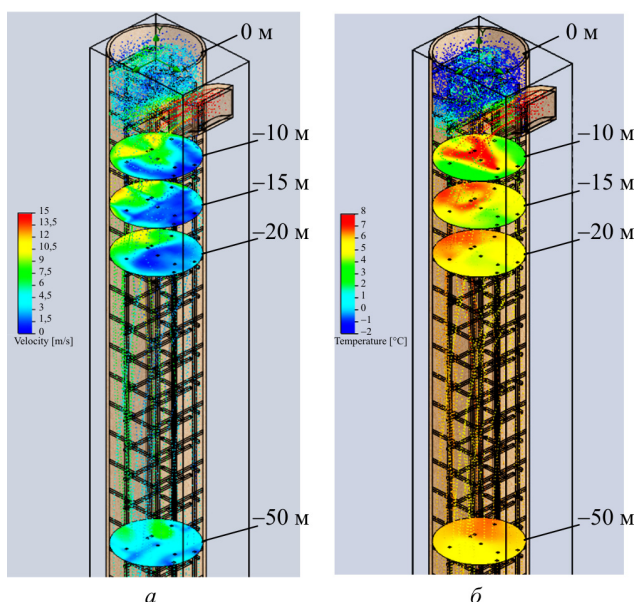 0 м
–10 м
–15 м
–20 м
15
13,5
12
10,5
9
7,5
6
4,5
3
1,5
0
Velocity [m/s]
–50 м
а
0 м
–10 м
–15 м
–20 м
8
7
6
5
4
3
2
1
0
–1
–2
Temperature [°C]
–50 м
б